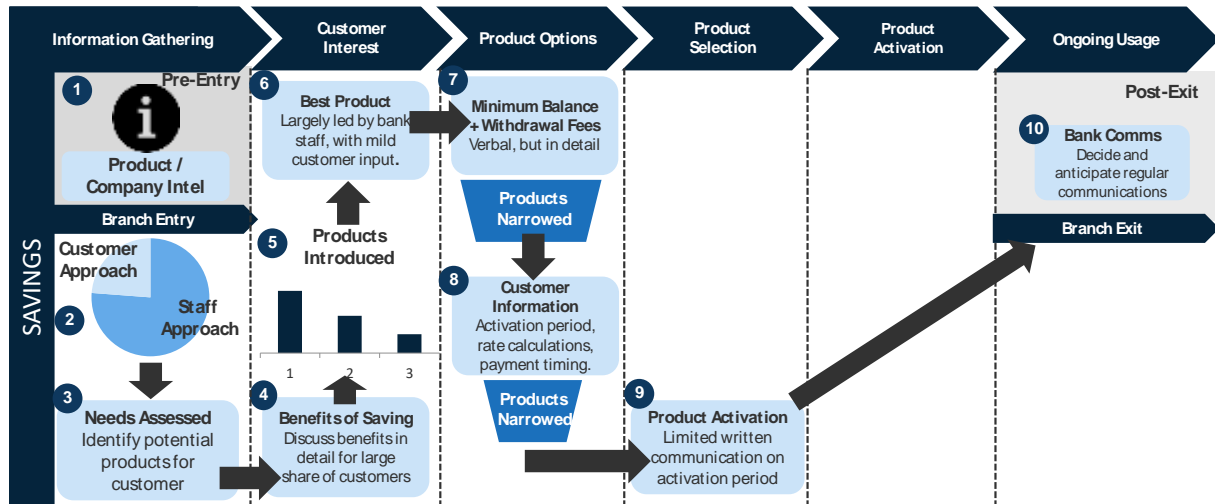 Information Gathering
Customer
Interest
Product Options
Product
Selection
Product
Activation
Ongoing Usage
SAVINGS
1
Pre-Entry
i
Product /
Company Intel
Branch Entry
Customer
Approach
2
Staff
Approach
3
Needs Assessed
Identify potential
products for
customer
4
Benefits of Saving
Discuss benefits in
detail for large
share of customers
5
Products
Introduced
1 2 3
6
Best Product
Largely led by bank
staff, with mild
customer input.
7
Minimum Balance
+ Withdrawal Fees
Verbal, but in detail
Products
Narrowed
8
Customer
Information
Activation period,
rate calculations,
payment timing.
Products
Narrowed
9
Product Activation
Limited written
communication on
activation period
Post-Exit
10
Bank Comms
Decide and
anticipate regular
communications
Branch Exit